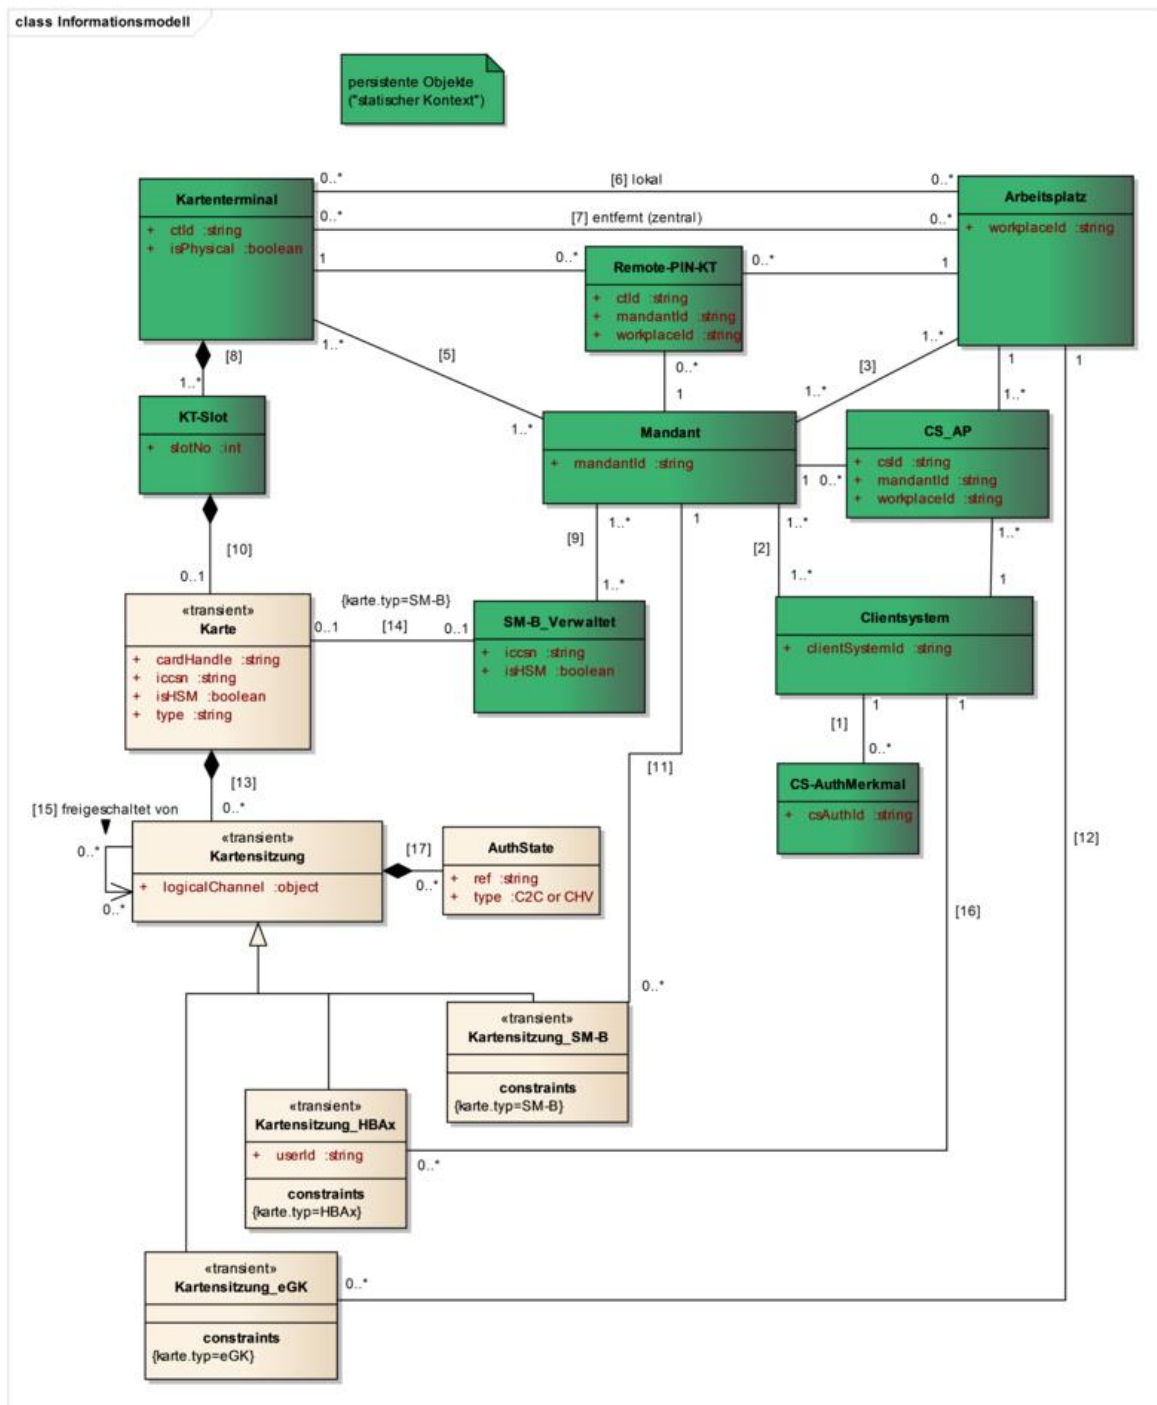 class Informationsmodell
persistente Objekte
("statischer Kontext")
0..*
[6] lokal
0..*
Kartenterminal
+ ctId :string
+ isPhysical :boolean
0..*
[7] entfernt (zentral)
0..*
Arbeitsplatz
+ workplaceId :string
1
0..*
Remote-PIN-KT
+ ctId :string
+ mandantId :string
+ workplaceId :string
0..*
1
1..*
[5]
1..*
0..*
1
[3]
1..*
1..*
1
1..*
[8]
1..*
KT-Slot
+ slotNo :int
Mandant
+ mandantId :string
1
0..*
CS_AP
+ csId :string
+ mandantId :string
workplaceId :string
1..*
1
1
[10]
0..1
[9]
1..*
1..*
1
[2]
1..*
1..*
«transient»
Karte
+ cardHandle :string
+ iccsn :string
+ isHSM :boolean
+ type :string
{karte.typ=SM-B}
0..1
[14]
0..1
SM-B_Verwaltet
+ iccsn :string
+ isHSM :boolean
Clientsystem
+ clientSystemId :string
1
1
[1]
0..*
[11]
CS-AuthMerkmal
+ csAuthId :string
[12]
[13]
0..*
[15] freigeschaltet von
0..*
0..*
«transient»
Kartensitzung
+ logicalChannel :object
[17]
0..*
AuthState
+ ref :string
+ type :C2C or CHV
[16]
0..*
«transient»
Kartensitzung_SM-B
constraints
{karte.typ=SM-B}
«transient»
Kartensitzung_HBAx
+ userId :string
constraints
{karte.typ=HBAx}
0..*
«transient»
Kartensitzung_eGK
constraints
{karte.typ=eGK}
0..*